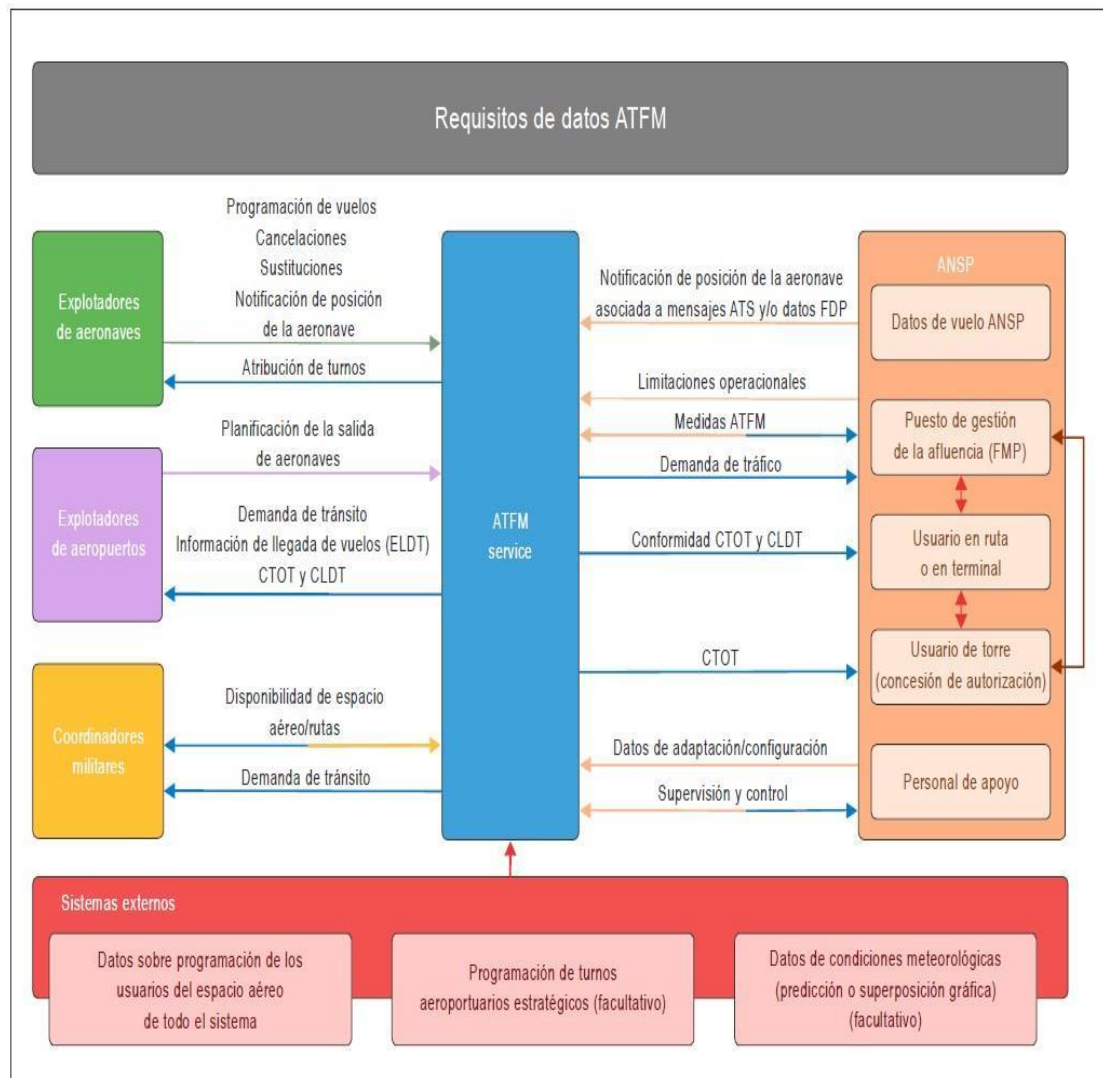 Requisitos de datos ATFM
Explotadores
de aeronaves
Programación de vuelos
Cancelaciones
Sustituciones
Notificación de posición
de la aeronave
Atribución de turnos
Explotadores
de aeropuertos
Planificación de la salida
de aeronaves
Demanda de tránsito
Información de llegada de vuelos (ELDT)
CTOT y CLDT
Coordinadores
militares
Disponibilidad de espacio
aéreo/rutas
Demanda de tránsito
ATFM
service
Notificación de posición de la aeronave
asociada a mensajes ATS y/o datos FDP
Limitaciones operacionales
Medidas ATFM
Demanda de tráfico
Conformidad CTOT y CLDT
CTOT
Datos de adaptación/configuración
Supervisión y control
ANSP
Datos de vuelo ANSP
Puesto de gestión
de la afluencia (FMP)
Usuario en ruta
o en terminal
Usuario de torre
(concesión de autorización)
Personal de apoyo
Sistemas externos
Datos sobre programación de los
usuarios del espacio aéreo
de todo el sistema
Programación de turnos
aeroportuarios estratégicos (facultativo)
Datos de condiciones meteorológicas
(predicción o superposición gráfica)
(facultativo)